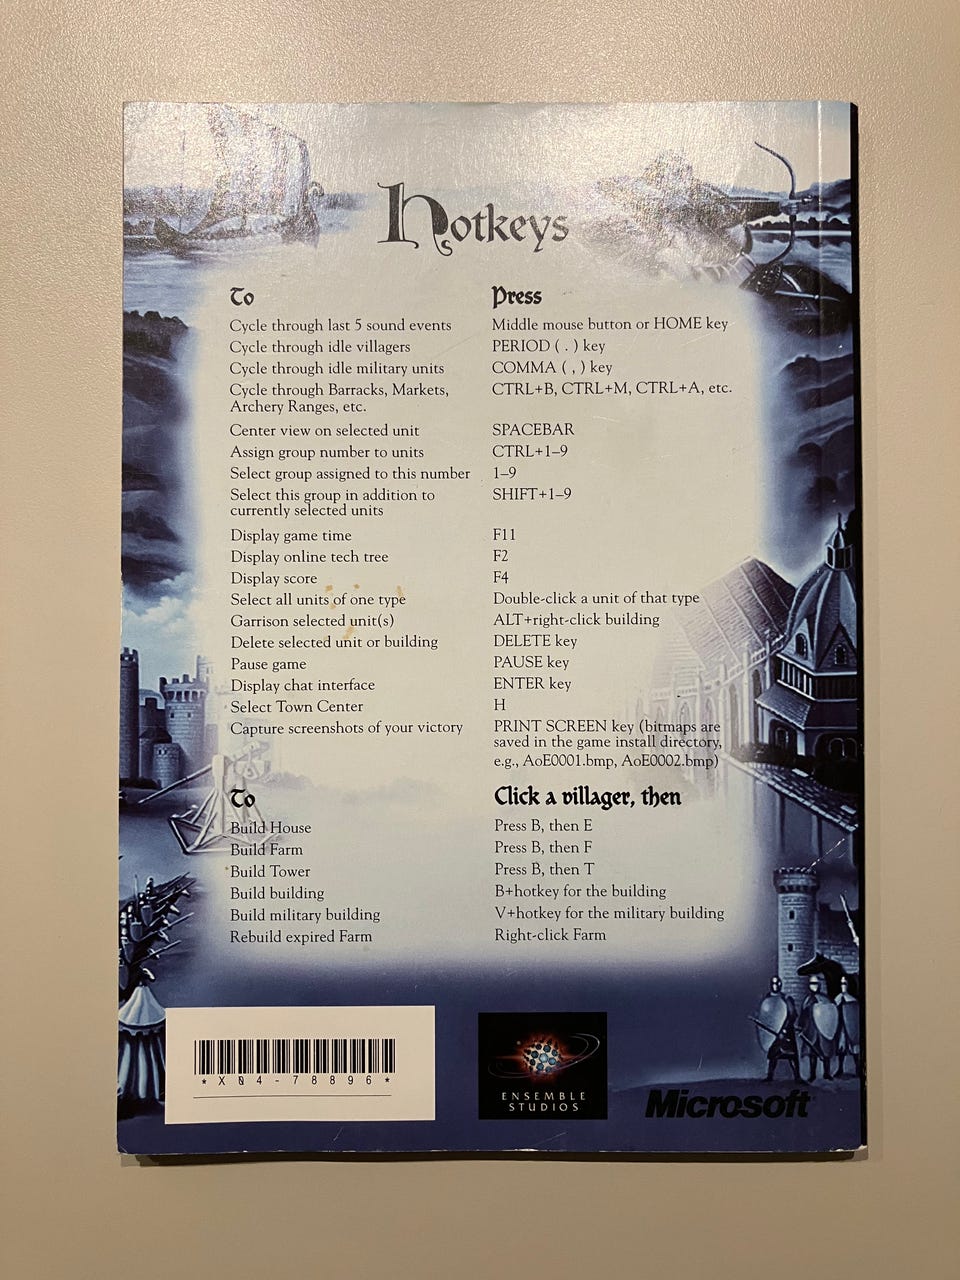 Hotkeys
To Press
Cycle through last 5 sound events Middle mouse button or HOME key
Cycle through idle villagers PERIOD ( . ) key
Cycle through idle military units COMMA ( , ) key
Cycle through Barracks, Markets, CTRL+B, CTRL+M, CTRL+A, etc.
Archery Ranges, etc.
Center view on selected unit SPACEBAR
Assign group number to units CTRL+1–9
Select group assigned to this number 1–9
Select this group in addition to SHIFT+1–9
currently selected units
Display game time F11
Display online tech tree F2
Display score F4
Select all units of one type Double-click a unit of that type
Garrison selected unit(s) ALT+right-click building
Delete selected unit or building DELETE key
Pause game PAUSE key
Display chat interface ENTER key
Select Town Center H
Capture screenshots of your victory PRINT SCREEN key (bitmaps are
saved in the game install directory,
e.g., AoE0001.bmp, AoE0002.bmp)
To Click a villager, then
Build House Press B, then E
Build Farm Press B, then F
Build Tower Press B, then T
Build building B+hotkey for the building
Build military building V+hotkey for the military building
Rebuild expired Farm Right-click Farm
*X04-78896*
ENSEMBLE
STUDIOS
Microsoft